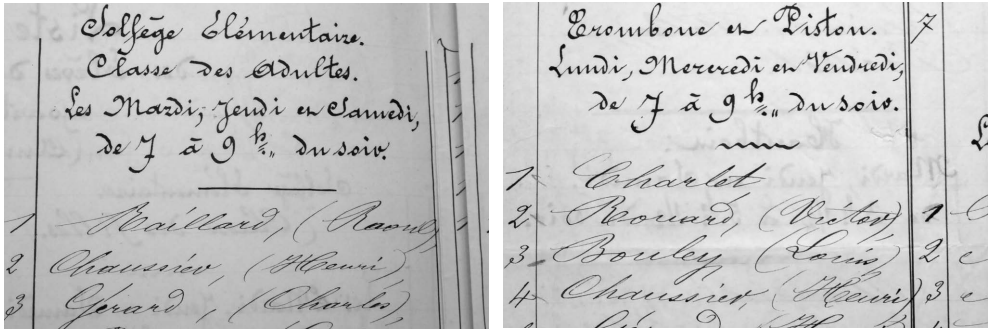 Solfège Élémentaire.
Classe des Adultes.
Les Mardi, Jeudi et Samedi,
de 7 à 9 h. du soir.
1 Maillard, (Raoul)
2 Chaussier, (Henri)
3 Gérard, (Charles),
Trombone et Piston.
Lundi, Mercredi et Vendredi,
de 7 à 9 h. du soir.
1 Charlet
2 Rouard, (Victor)
3 Bouley (Louis)
4 Chaussier, (Henri)
7
1
2
3